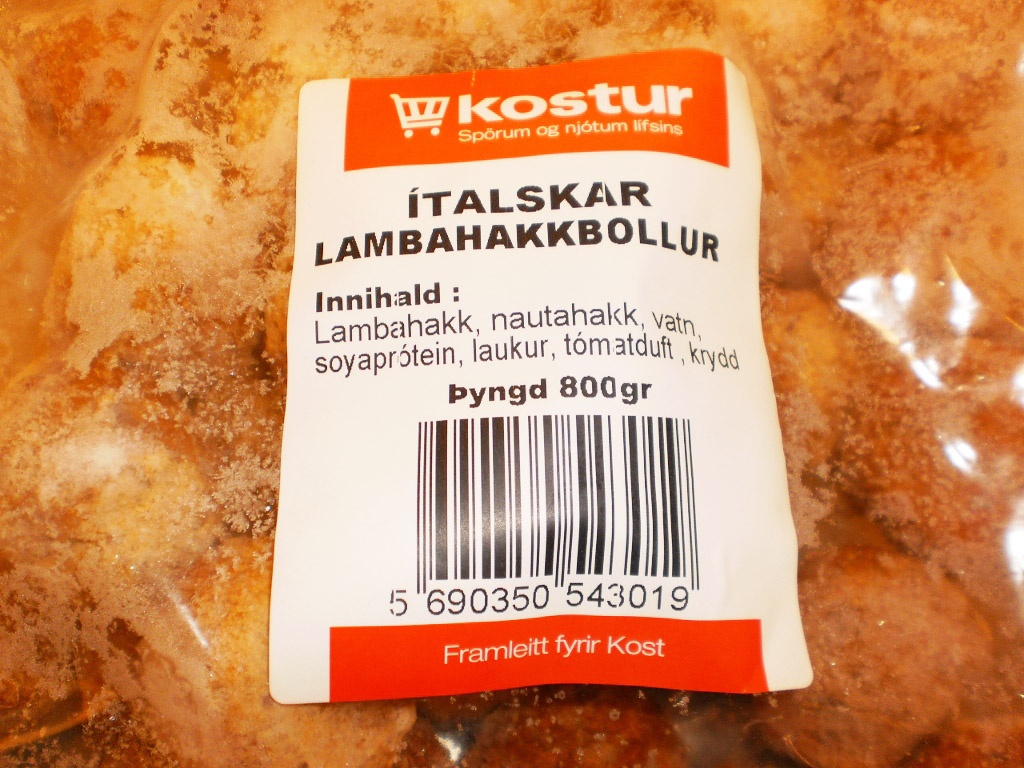 kostur
Spörum og njótum lífsins
ÍTALSKAR
LAMBAHAKKBOLLUR
Innihald :
Lambahakk, nautahakk, vatn,
soyaprótein, laukur, tómatduft , krydd
Þyngd 800gr
5 690350 543019
Framleitt fyrir Kost